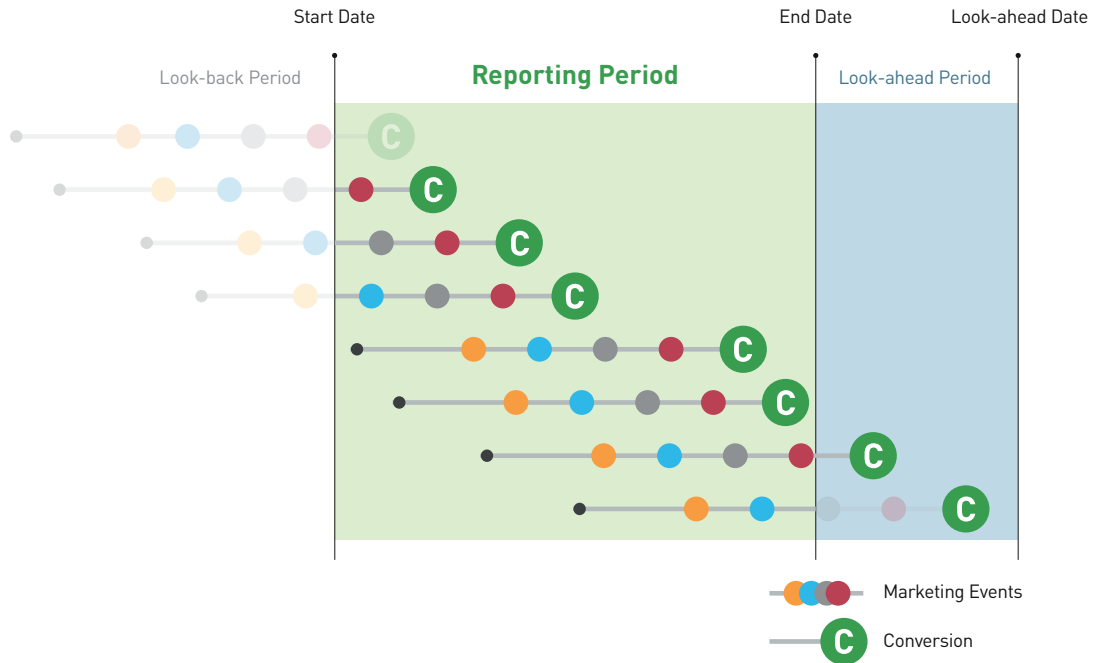 Start Date
End Date
Look-ahead Date
Look-back Period
Reporting Period
Look-ahead Period
C
C
C
C
C
C
C
C
Marketing Events
C
Conversion